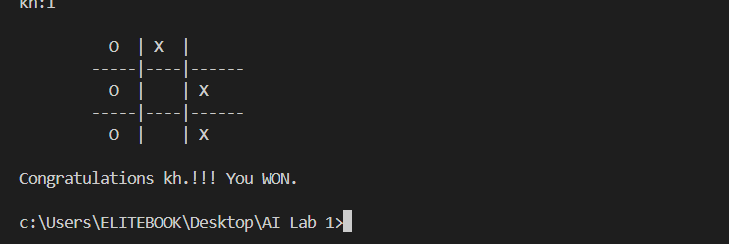 kh:1
O | X |
-----|----|------
O | | X
-----|----|------
O | | X
Congratulations kh.!!! You WON.
c:\Users\ELITEBOOK\Desktop\AI Lab 1>